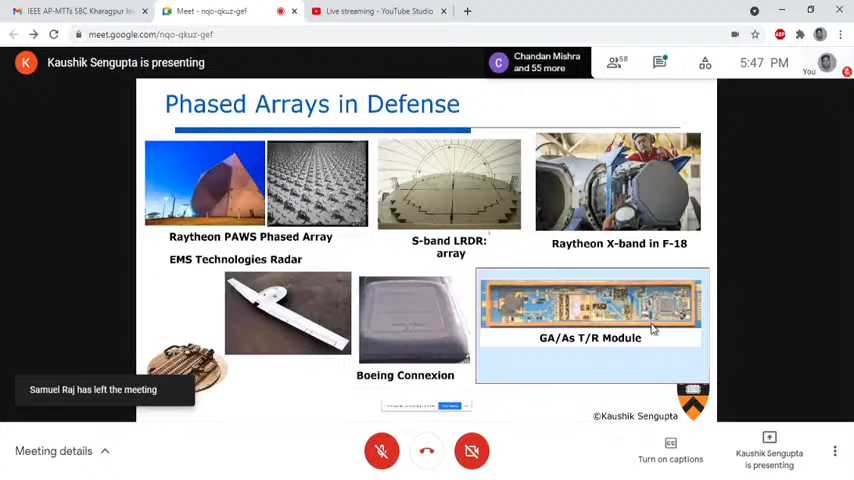 IEEE AP-MTTs SBC Kharagpur In
Meet - nqo-qkuz-gef
Live streaming - YouTube Studio
meet.google.com/nqo-qkuz-gef
ABP
K
Kaushik Sengupta is presenting
C
Chandan Mishra
and 55 more
58
5:47 PM
You
Phased Arrays in Defense
Raytheon PAWS Phased Array
S-band LRDR:
array
Raytheon X-band in F-18
EMS Technologies Radar
GA/As T/R Module
Boeing Connexion
Samuel Raj has left the meeting
©Kaushik Sengupta
Meeting details
CC
Turn on captions
Kaushik Sengupta
is presenting